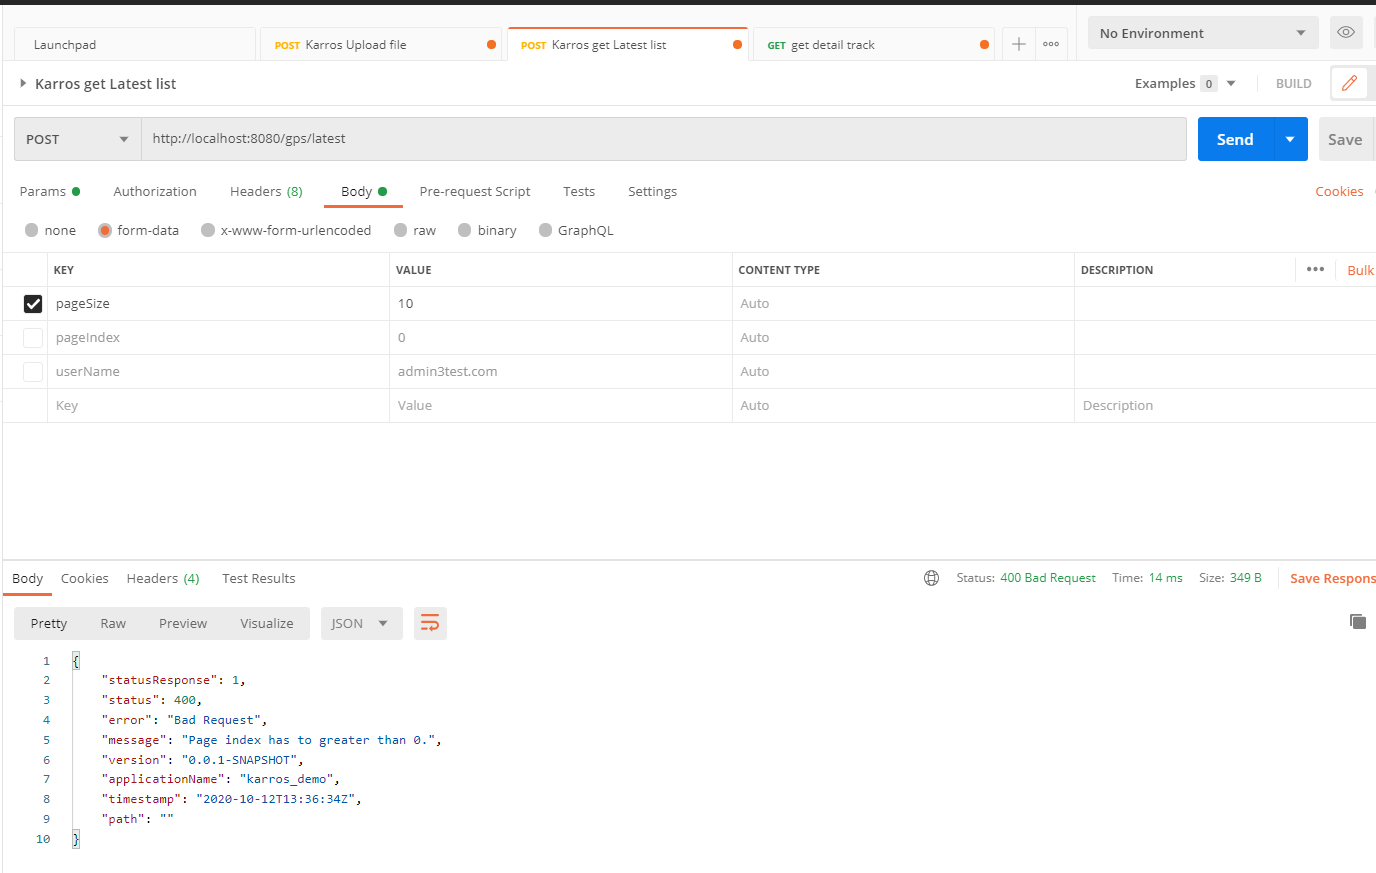 Launchpad
POST Karros Upload file
POST Karros get Latest list
GET get detail track
No Environment
Karros get Latest list
Examples 0
BUILD
POST
http://localhost:8080/gps/latest
Send
Save
Params
Authorization
Headers (8)
Body
Pre-request Script
Tests
Settings
Cookies
none
form-data
x-www-form-urlencoded
raw
binary
GraphQL
KEY VALUE CONTENT TYPE DESCRIPTION Bulk
pageSize 10 Auto
pageIndex 0 Auto
userName admin3test.com Auto
Key Value Auto Description
Body Cookies Headers (4) Test Results Status: 400 Bad Request Time: 14 ms Size: 349 B Save Respons
Pretty Raw Preview Visualize JSON
1 {
2 "statusResponse": 1,
3 "status": 400,
4 "error": "Bad Request",
5 "message": "Page index has to greater than 0.",
6 "version": "0.0.1-SNAPSHOT",
7 "applicationName": "karros_demo",
8 "timestamp": "2020-10-12T13:36:34Z",
9 "path": ""
10 }